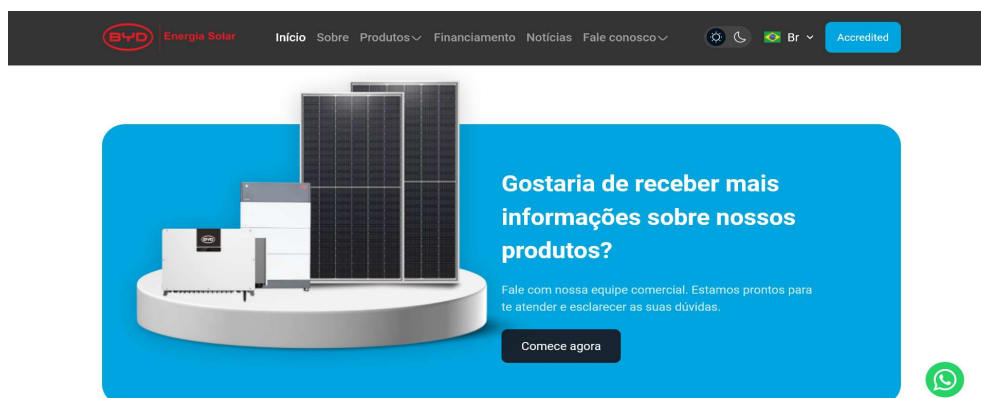 BYD Energia Solar
Início Sobre Produtos Financiamento Notícias Fale conosco Br Accredited
BYD
Gostaria de receber mais
informações sobre nossos
produtos?
Fale com nossa equipe comercial. Estamos prontos para
te atender e esclarecer as suas dúvidas.
Comece agora